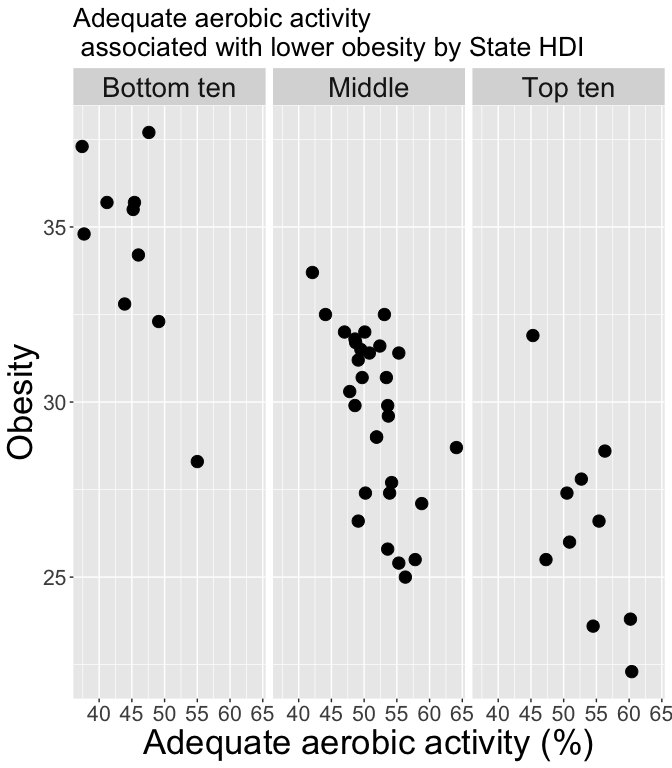 Adequate aerobic activity
associated with lower obesity by State HDI
Bottom ten Middle Top ten
35
30
25
Obesity
40 45 50 55 60 65 40 45 50 55 60 65 40 45 50 55 60 65
Adequate aerobic activity (%)